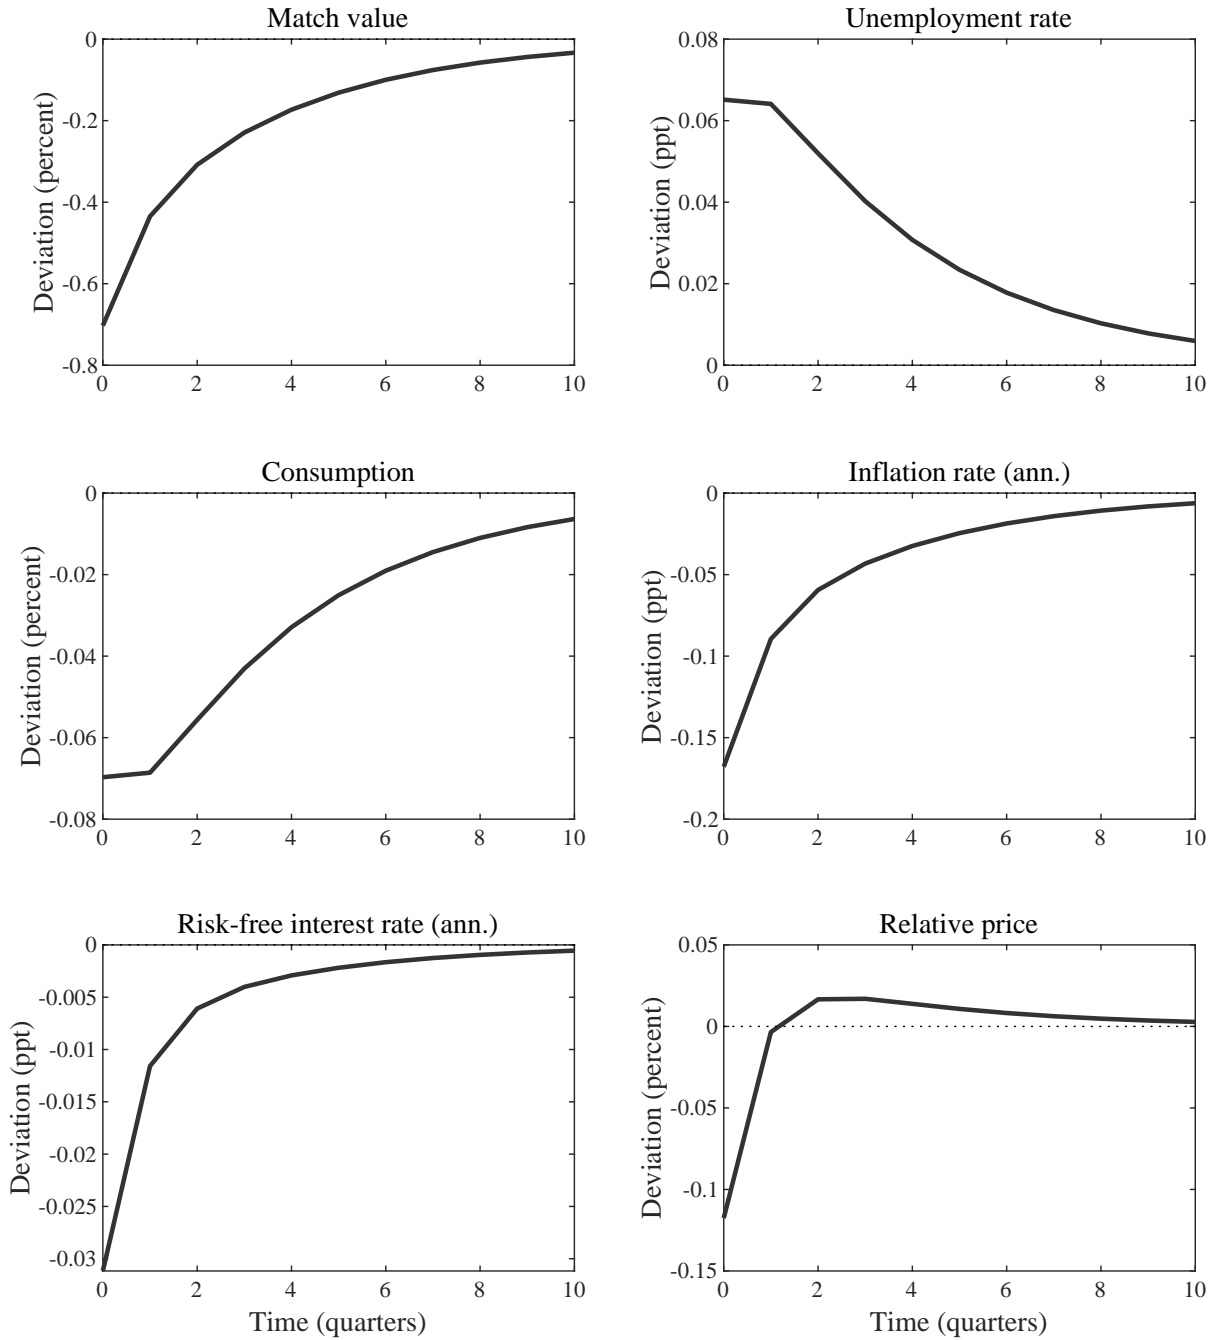 Match value
0
-0.2
-0.4
-0.6
-0.8
Deviation (percent)
0 2 4 6 8 10
Unemployment rate
0.08
0.06
0.04
0.02
0
Deviation (ppt)
0 2 4 6 8 10
Consumption
0
-0.02
-0.04
-0.06
-0.08
Deviation (percent)
0 2 4 6 8 10
Inflation rate (ann.)
0
-0.05
-0.1
-0.15
-0.2
Deviation (ppt)
0 2 4 6 8 10
Risk-free interest rate (ann.)
0
-0.005
-0.01
-0.015
-0.02
-0.025
-0.03
Deviation (ppt)
0 2 4 6 8 10
Time (quarters)
Relative price
0.05
0
-0.05
-0.1
-0.15
Deviation (percent)
0 2 4 6 8 10
Time (quarters)